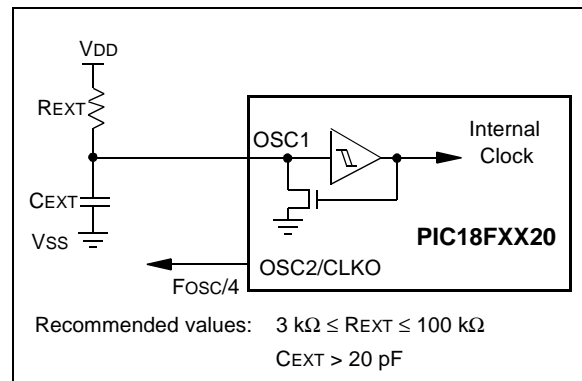 VDD
REXT
OSC1
Internal
Clock
CEXT
VSS
PIC18FXX20
OSC2/CLKO
FOSC/4
Recommended values: 3 kΩ ≤ REXT ≤ 100 kΩ
CEXT > 20 pF